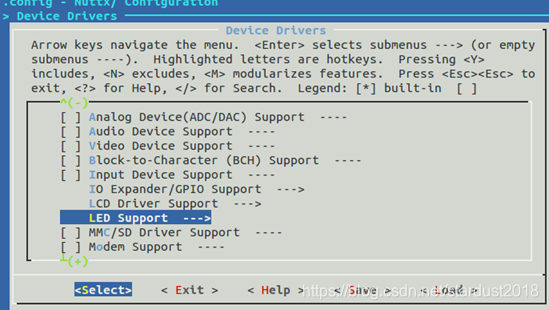 .config - NuttX/ Configuration
> Device Drivers
Device Drivers
Arrow keys navigate the menu.  <Enter> selects submenus ---> (or empty
submenus ----).  Highlighted letters are hotkeys.  Pressing <Y>
includes, <N> excludes, <M> modularizes features.  Press <Esc><Esc> to
exit, <?> for Help, </> for Search.  Legend: [*] built-in  [ ]
^(-)
[ ] Analog Device(ADC/DAC) Support  ----
[ ] Audio Device Support  ----
[ ] Video Device Support  ----
[ ] Block-to-Character (BCH) Support  ----
[ ] Input Device Support  ----
IO Expander/GPIO Support  --->
LCD Driver Support  --->
LED Support  --->
[ ] MMC/SD Driver Support  ----
[ ] Modem Support  ----
┴(+)
<Select>    < Exit >    < Help >    < Save >    < Load >
https://blog.csdn.net/stardust2018